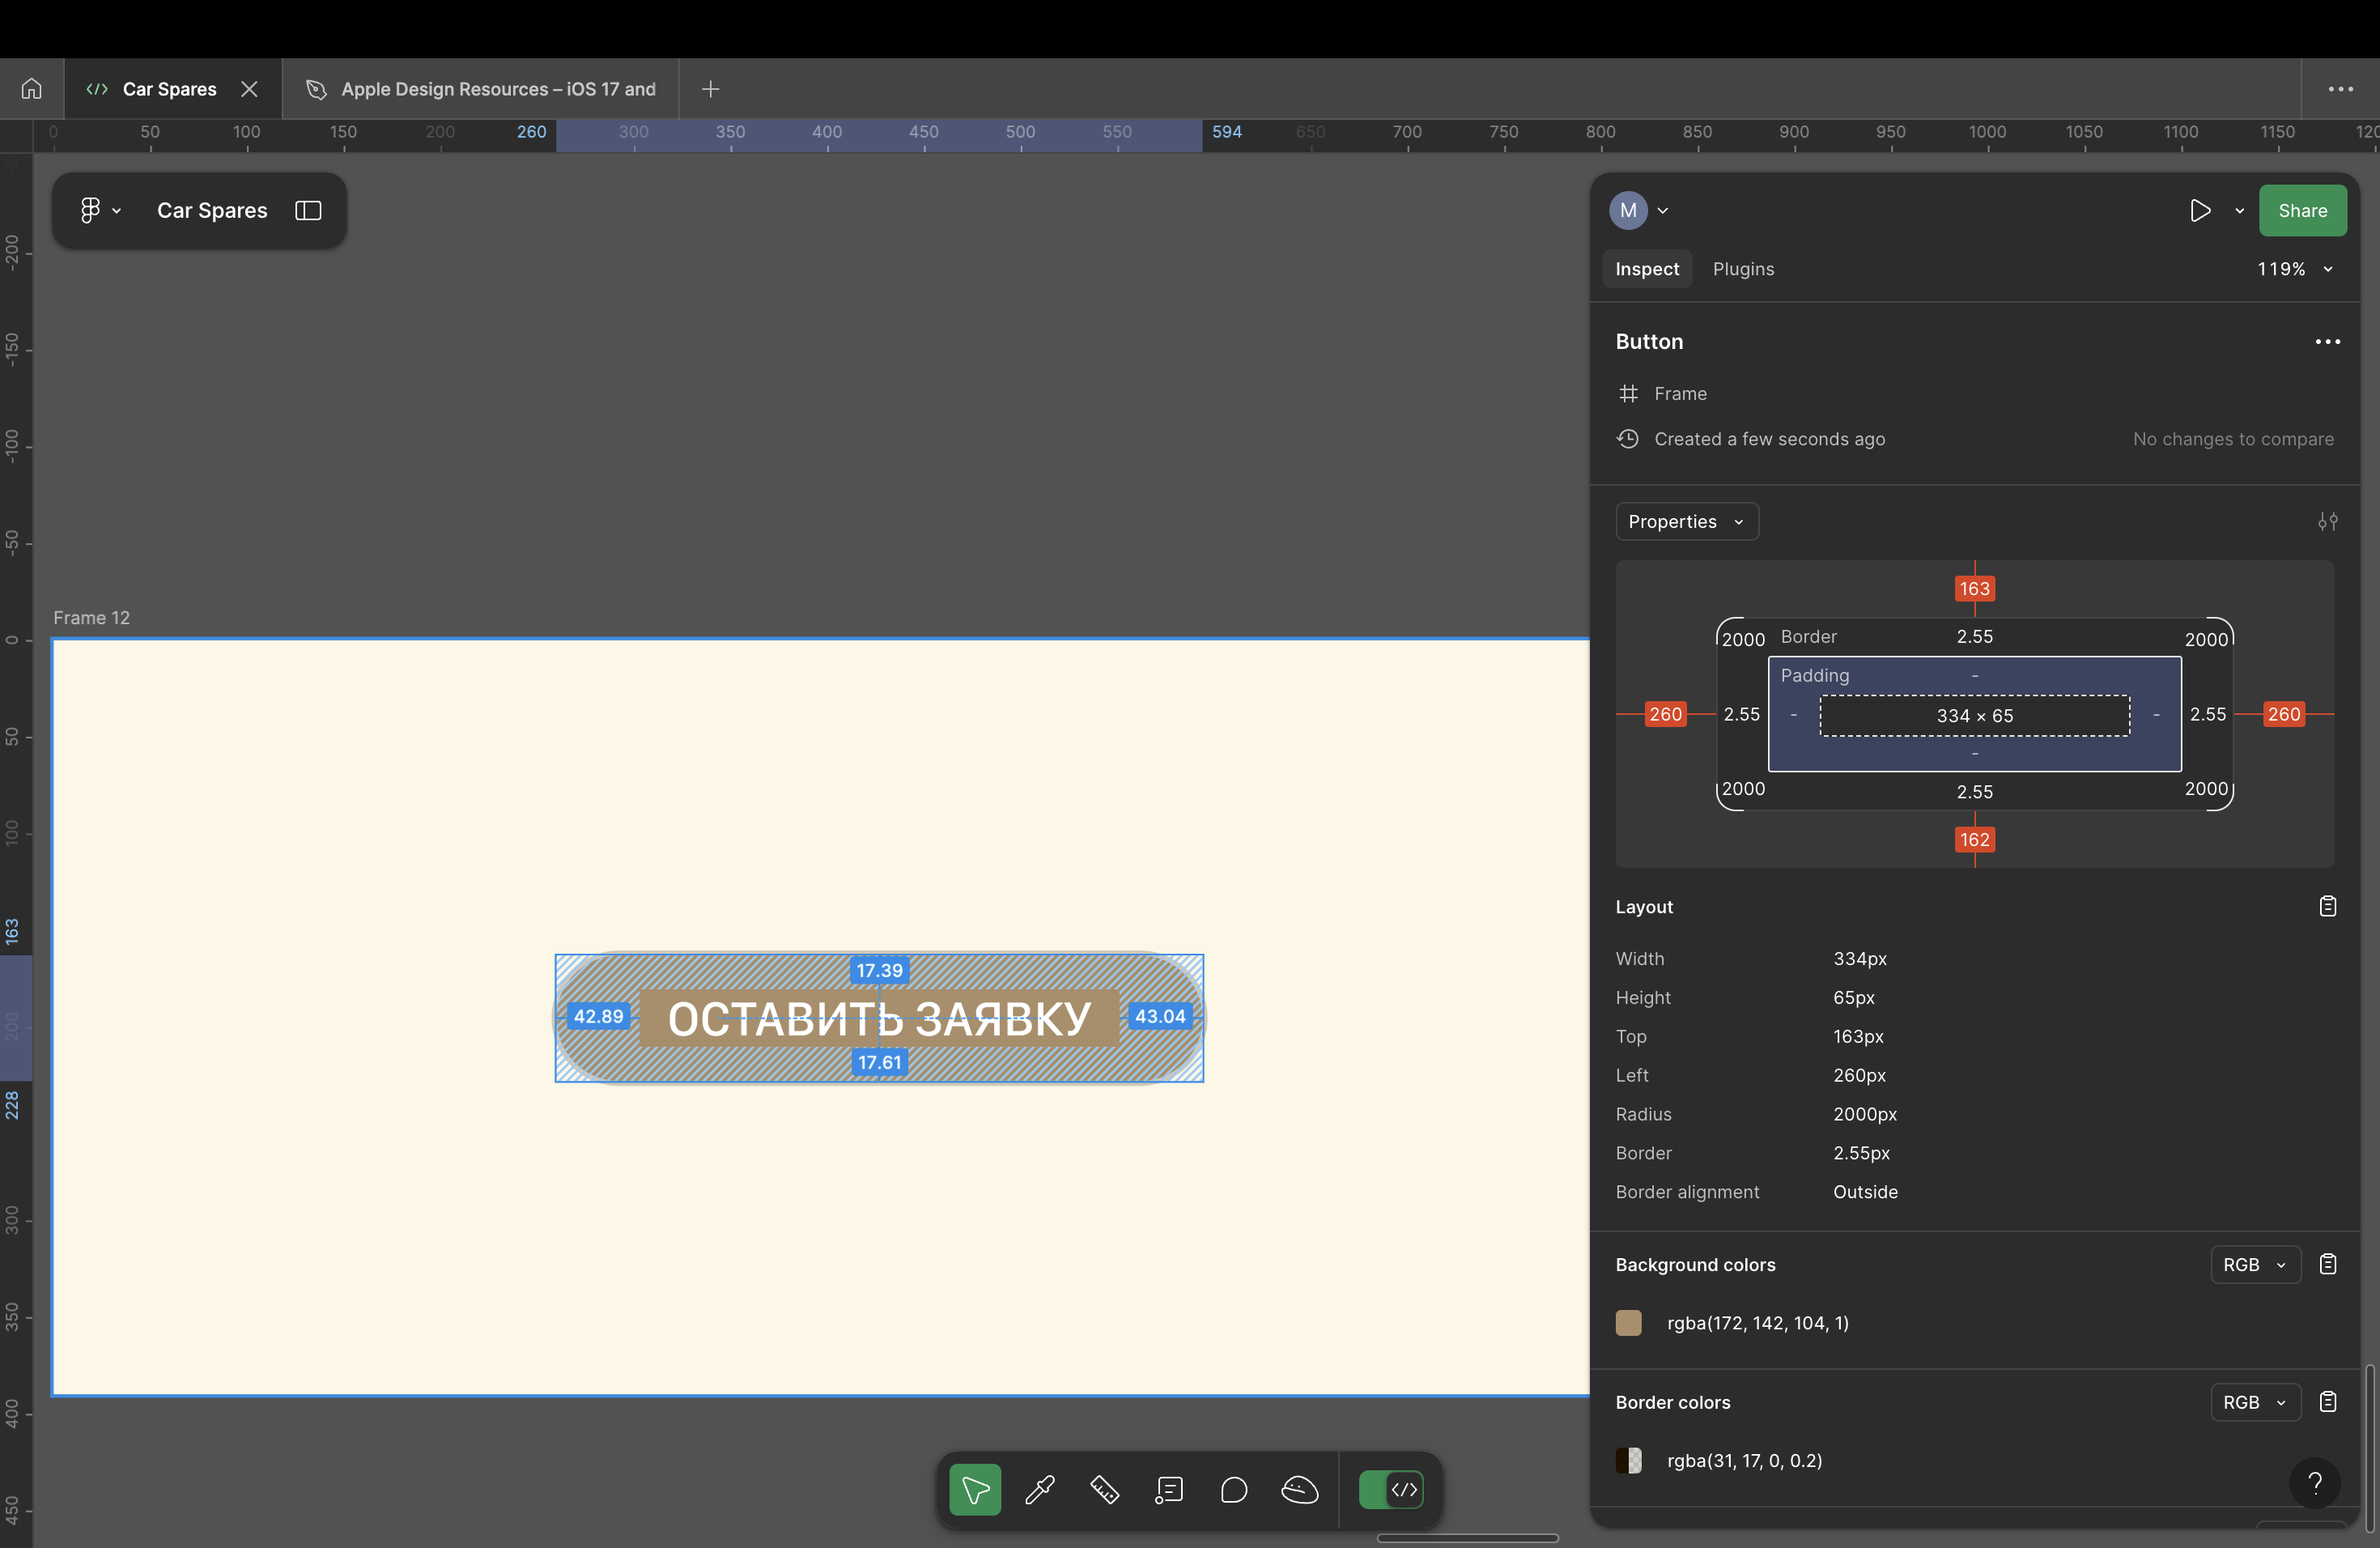 Car Spares
Apple Design Resources – iOS 17 and
0 50 100 150 200 260 300 350 400 450 500 550 594 650 700 750 800 850 900 950 1000 1050 1100 1150 120
Car Spares
M
Share
Inspect
Plugins
119%
Button
Frame
Created a few seconds ago
No changes to compare
Properties
163
2000
Border
2.55
2000
Padding
-
260
2.55
-
334 × 65
-
2.55
260
-
2000
2.55
2000
162
Layout
Width 334px
Height 65px
Top 163px
Left 260px
Radius 2000px
Border 2.55px
Border alignment Outside
Background colors
RGB
rgba(172, 142, 104, 1)
Border colors
RGB
rgba(31, 17, 0, 0.2)
?
-200
-150
-100
-50
0
50
100
163
200
228
300
350
400
450
Frame 12
17.39
42.89
ОСТАВИТЬ ЗАЯВКУ
43.04
17.61